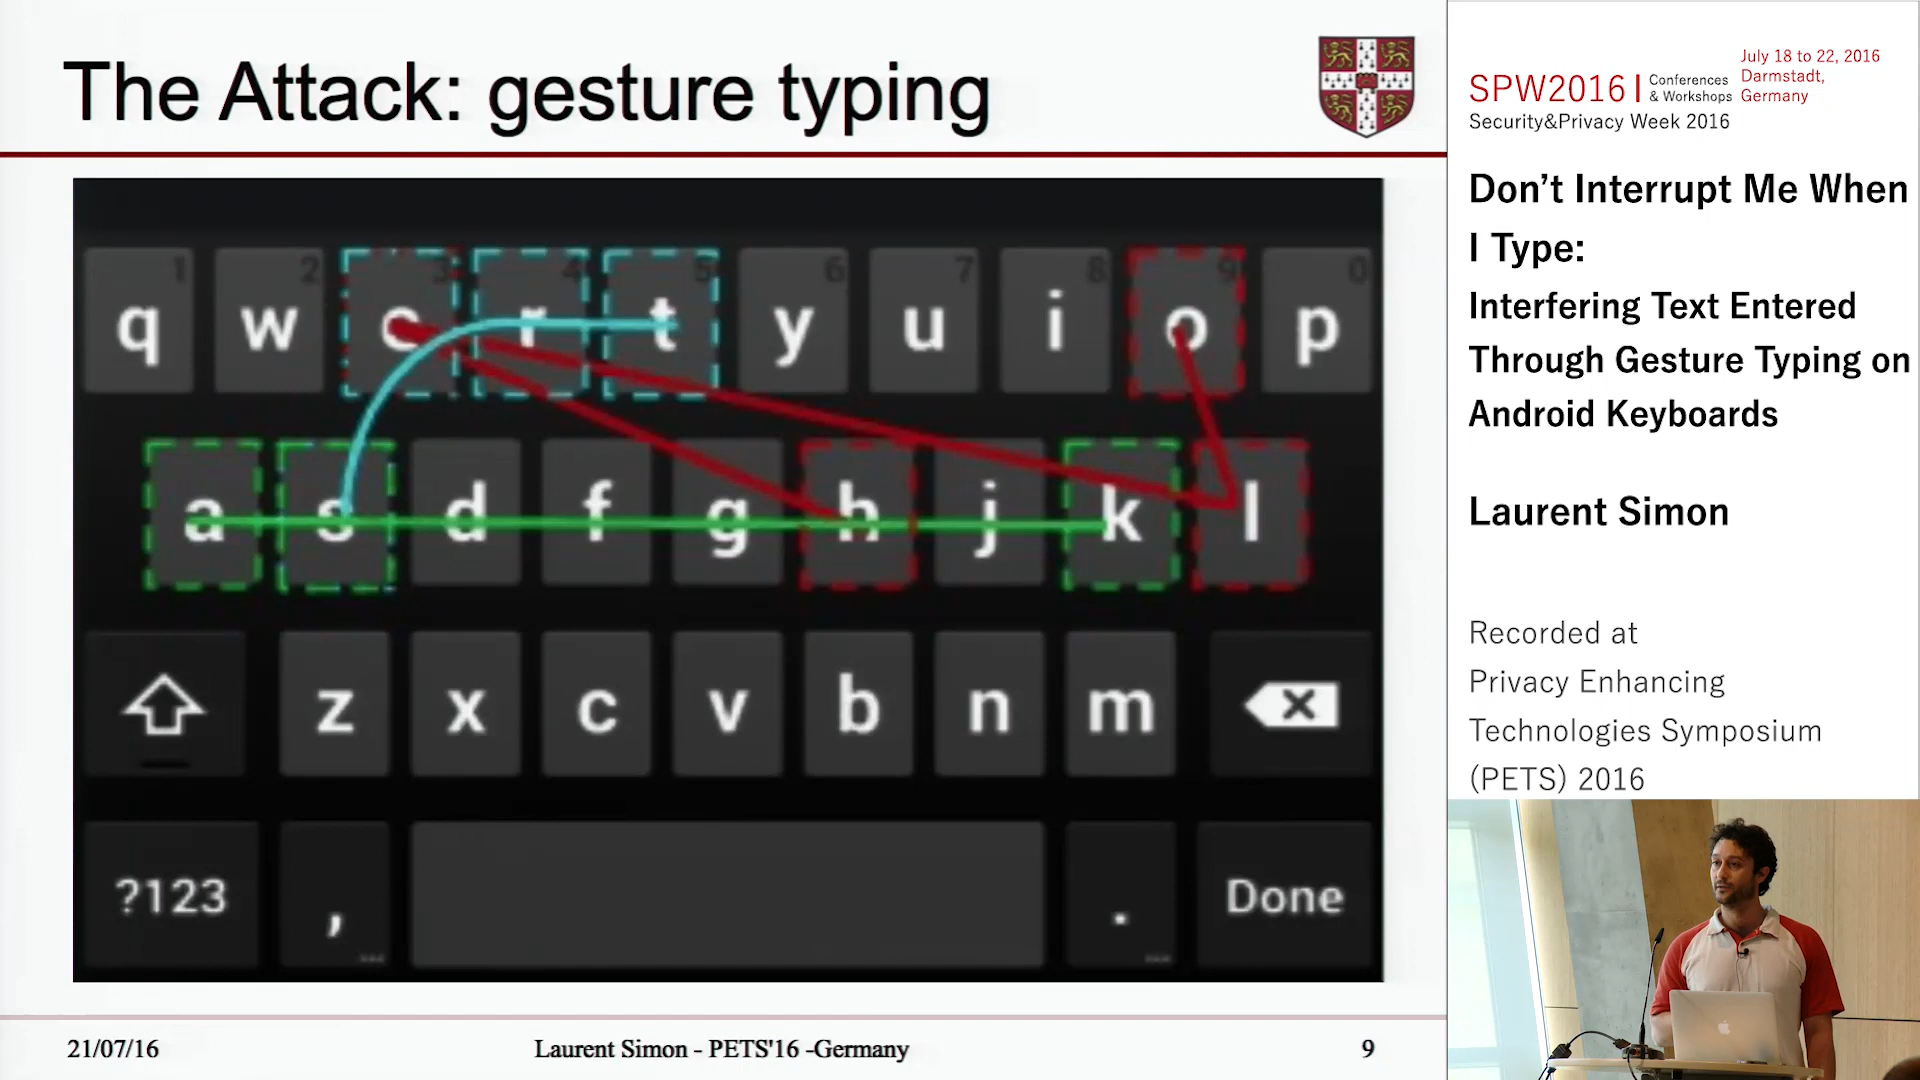 The Attack: gesture typing
1 2 3 4 5 6 7 8 9 0
q w e r t y u i o p
a s d f g h j k l
z x c v b n m
?123 , . Done
21/07/16 Laurent Simon - PETS'16 -Germany 9
SPW2016 | Conferences & Workshops
July 18 to 22, 2016
Darmstadt,
Germany
Security&Privacy Week 2016
Don’t Interrupt Me When
I Type:
Interfering Text Entered
Through Gesture Typing on
Android Keyboards
Laurent Simon
Recorded at
Privacy Enhancing
Technologies Symposium
(PETS) 2016